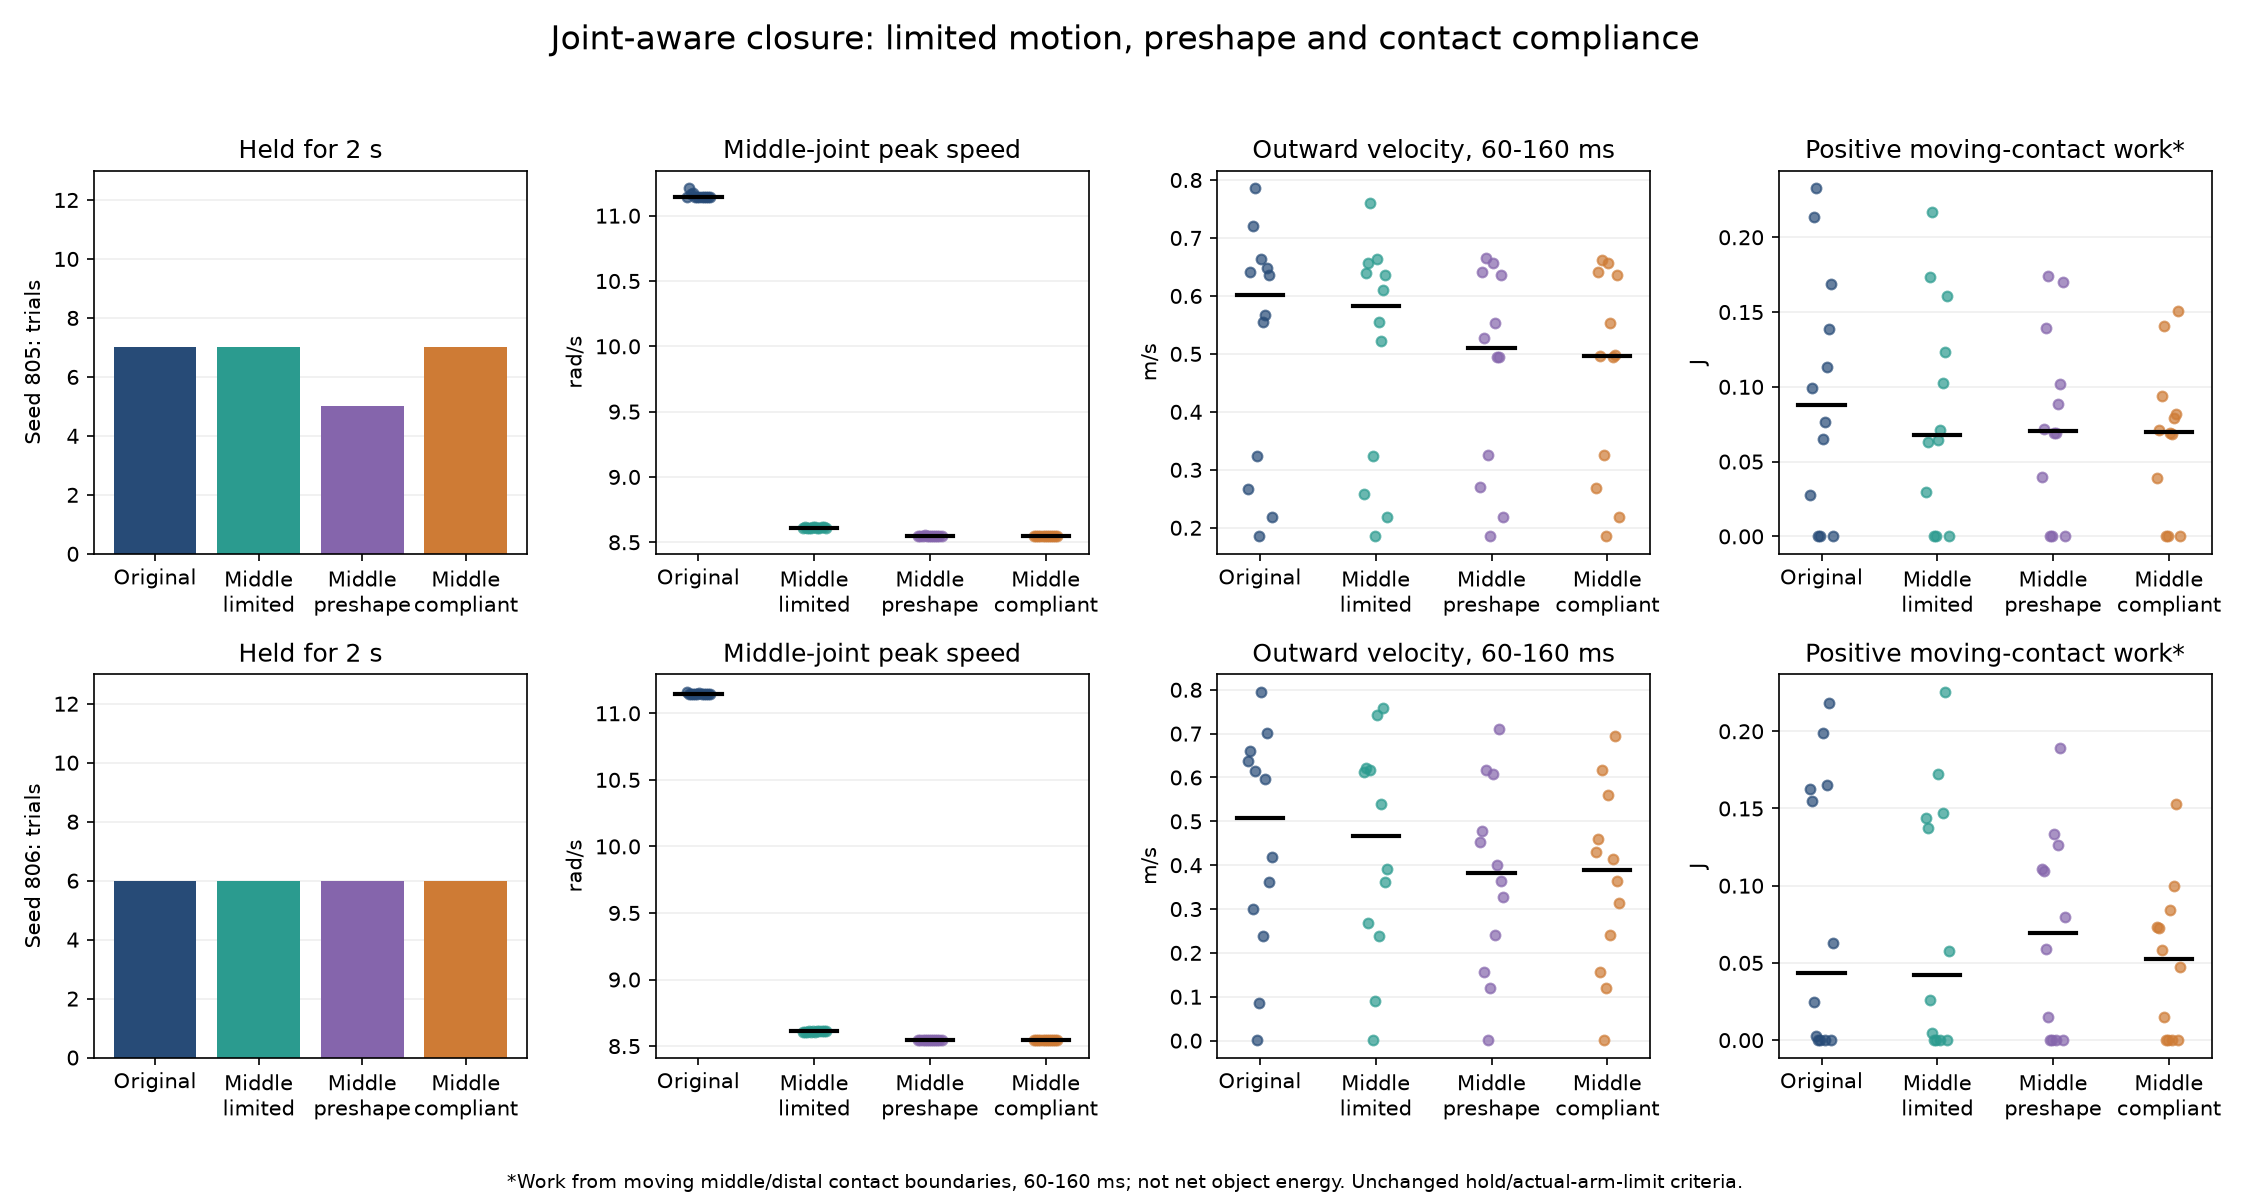 Joint-aware closure: limited motion, preshape and contact compliance
Held for 2 s
Seed 805: trials
12
10
8
6
4
2
0
Original
Middle
limited
Middle
preshape
Middle
compliant
Middle-joint peak speed
rad/s
11.0
10.5
10.0
9.5
9.0
8.5
Original
Middle
limited
Middle
preshape
Middle
compliant
Outward velocity, 60-160 ms
m/s
0.8
0.7
0.6
0.5
0.4
0.3
0.2
Original
Middle
limited
Middle
preshape
Middle
compliant
Positive moving-contact work*
J
0.20
0.15
0.10
0.05
0.00
Original
Middle
limited
Middle
preshape
Middle
compliant
Held for 2 s
Seed 806: trials
12
10
8
6
4
2
0
Original
Middle
limited
Middle
preshape
Middle
compliant
Middle-joint peak speed
rad/s
11.0
10.5
10.0
9.5
9.0
8.5
Original
Middle
limited
Middle
preshape
Middle
compliant
Outward velocity, 60-160 ms
m/s
0.8
0.7
0.6
0.5
0.4
0.3
0.2
0.1
0.0
Original
Middle
limited
Middle
preshape
Middle
compliant
Positive moving-contact work*
J
0.20
0.15
0.10
0.05
0.00
Original
Middle
limited
Middle
preshape
Middle
compliant
*Work from moving middle/distal contact boundaries, 60-160 ms; not net object energy. Unchanged hold/actual-arm-limit criteria.